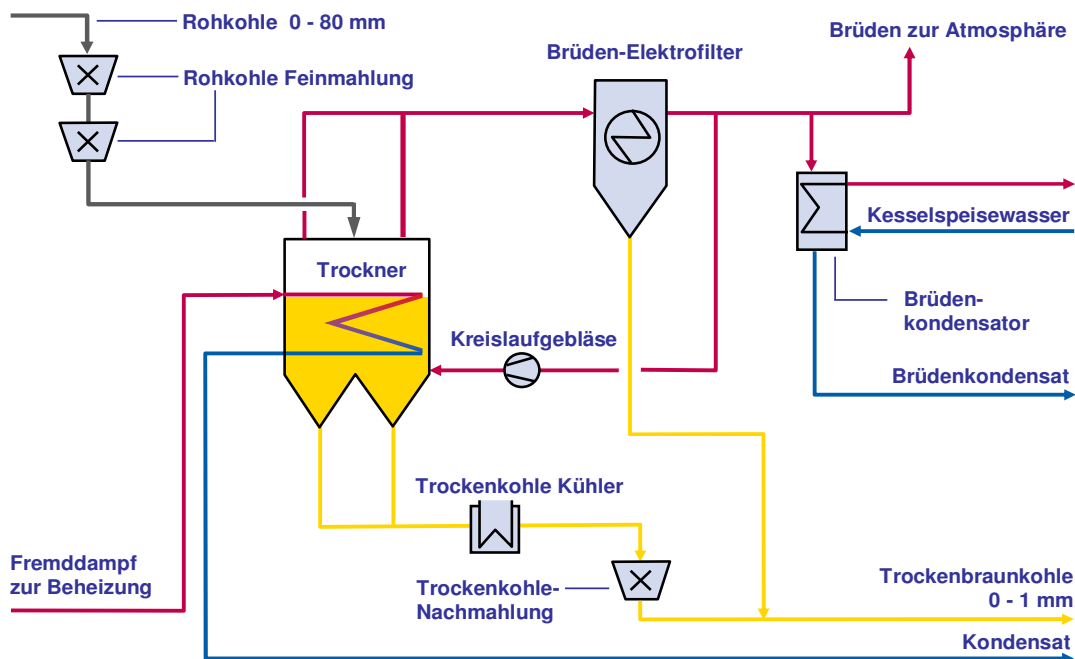 Rohkohle 0 - 80 mm
Brüden zur Atmosphäre
Brüden-Elektrofilter
Rohkohle Feinmahlung
Kesselspeisewasser
Trockner
Brüden-
kondensator
Kreislaufgebläse
Brüdenkondensat
Trockenkohle Kühler
Fremddampf
zur Beheizung
Trockenkohle-
Nachmahlung
Trockenbraunkohle
0 - 1 mm
Kondensat